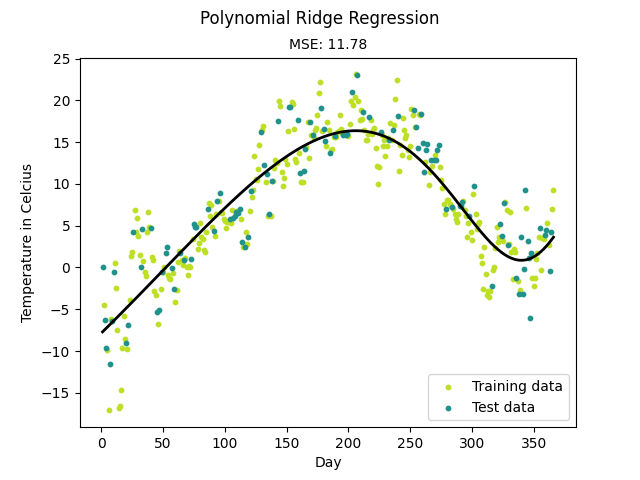 Polynomial Ridge Regression
MSE: 11.78
Temperature in Celcius
25
20
15
10
5
0
−5
−10
−15
0 50 100 150 200 250 300 350
Day
Training data
Test data